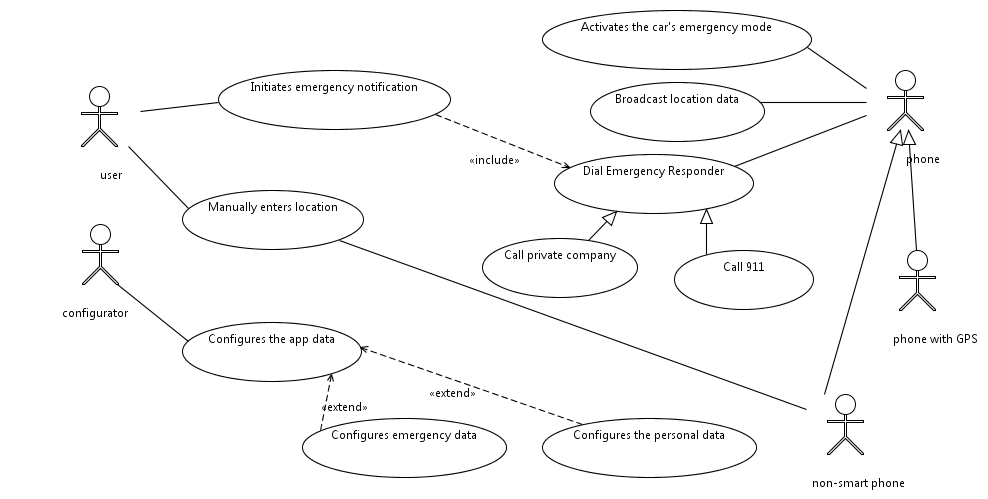 Activates the car's emergency mode
Initiates emergency notification
Broadcast location data
«include»
phone
user
Dial Emergency Responder
Manually enters location
Call private company
Call 911
configurator
Configures the app data
phone with GPS
«extend»
«extend»
Configures emergency data
Configures the personal data
non-smart phone